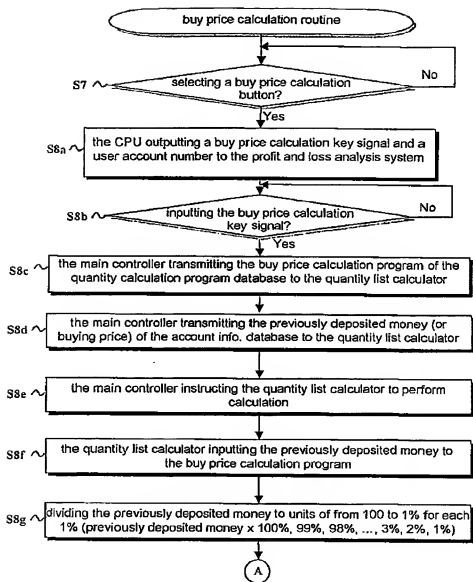 buy price calculation routine
No
S7
selecting a buy price calculation
button?
Yes
S8a
the CPU outputting a buy price calculation key signal and a
user account number to the profit and loss analysis system
No
S8b
inputting the buy price calculation
key signal?
Yes
S8c
the main controller transmitting the buy price calculation program of the
quantity calculation program database to the quantity list calculator
S8d
the main controller transmitting the previously deposited money (or
buying price) of the account info. database to the quantity list calculator
S8e
the main controller instructing the quantity list calculator to perform
calculation
S8f
the quantity list calculator inputting the previously deposited money to
the buy price calculation program
S8g
dividing the previously deposited money to units of from 100 to 1% for each
1% (previously deposited money x 100%, 99%, 98%, ..., 3%, 2%, 1%)
A